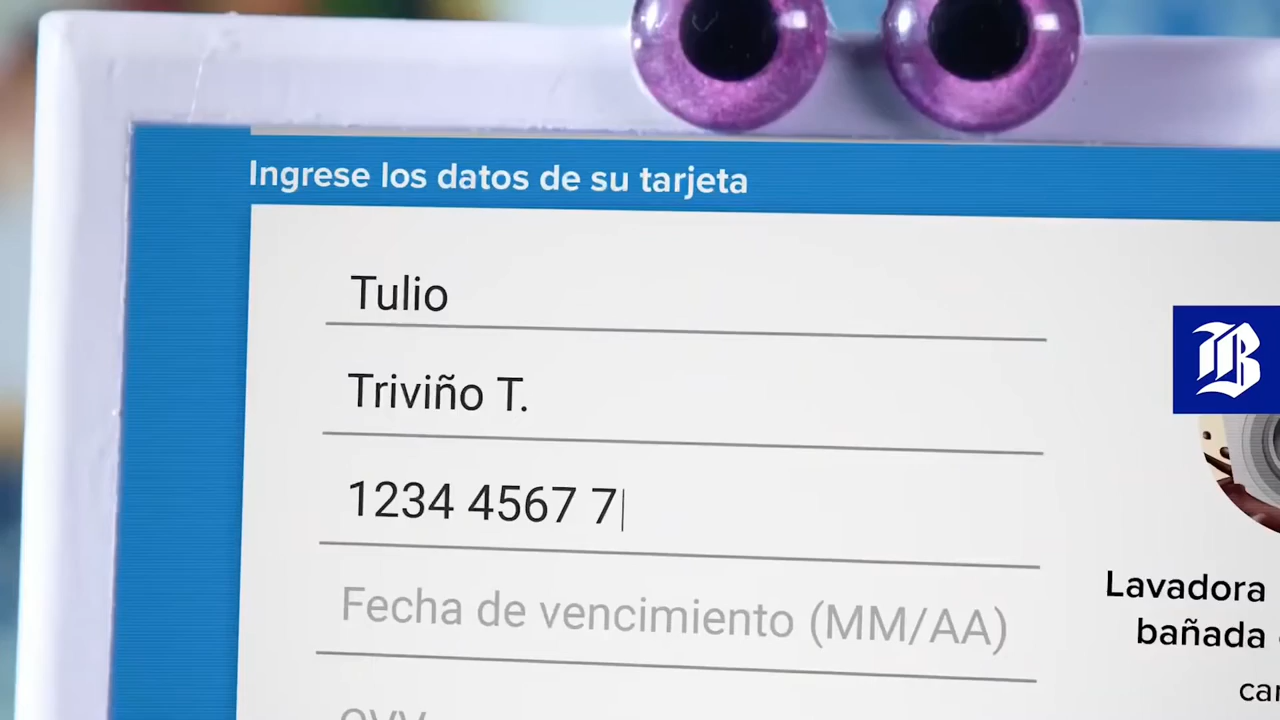 Ingrese los datos de su tarjeta
Tulio
Triviño T.
1234 4567 7
Fecha de vencimiento (MM/AA)
B
Lavadora
bañada